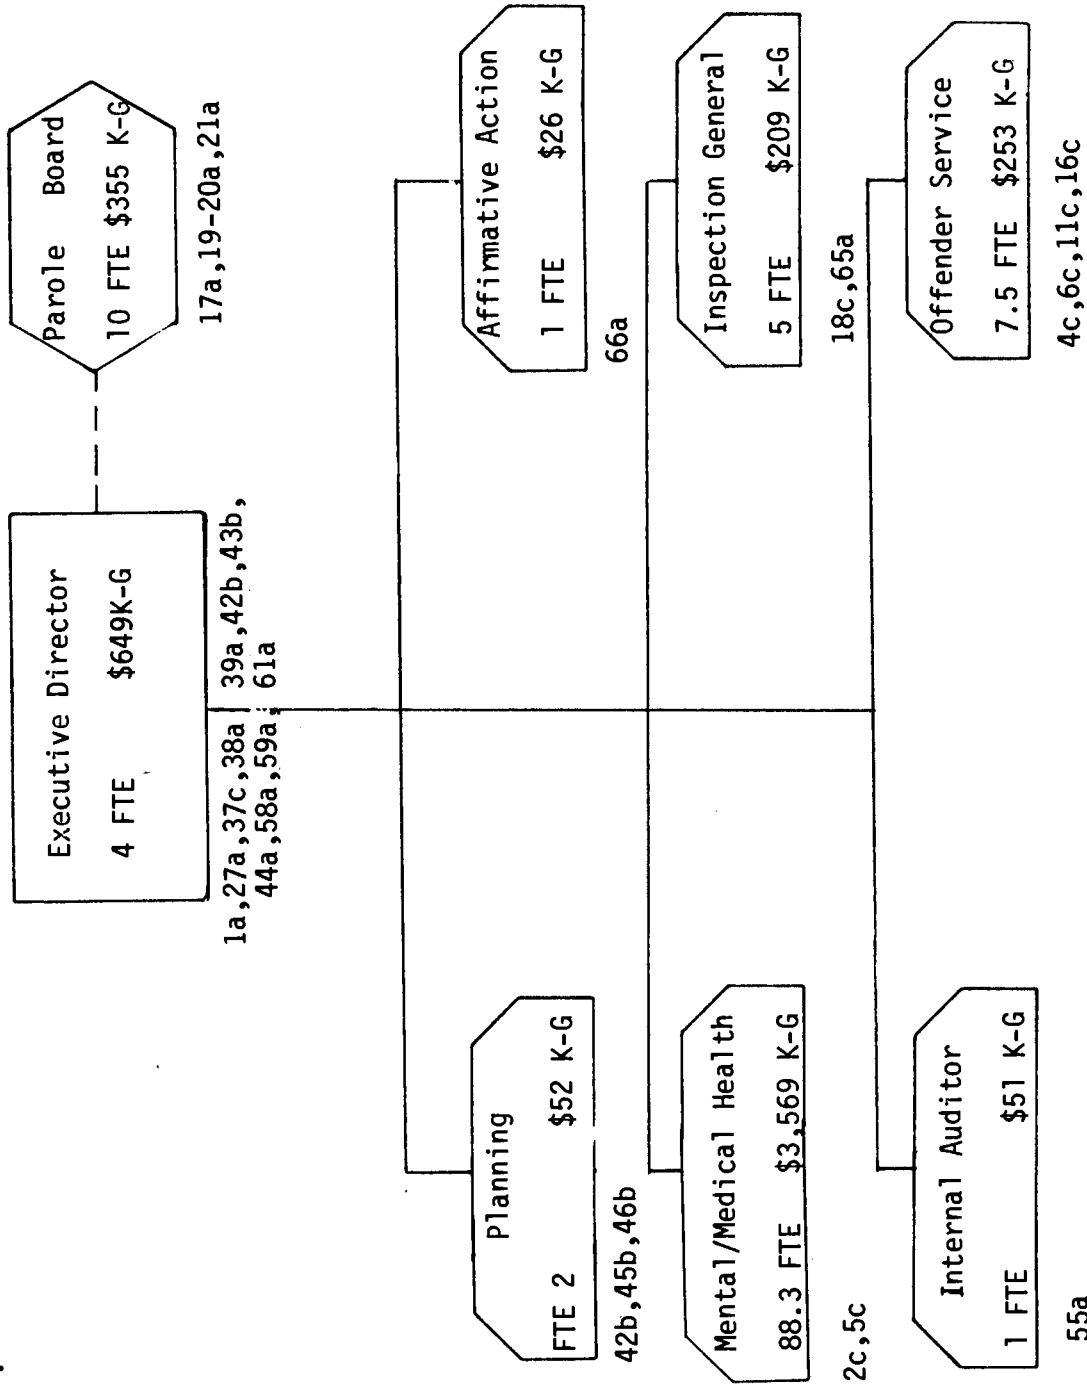 Executive Director
4 FTE $649K-G
1a,27a,37c,38a 39a,42b,43b,
44a,58a,59a, 61a
Parole Board
10 FTE $355 K-G
17a,19-20a,21a
Planning
FTE 2 $52 K-G
42b,45b,46b
Affirmative Action
1 FTE $26 K-G
66a
Mental/Medical Health
88.3 FTE $3,569 K-G
2c,5c
Inspection General
5 FTE $209 K-G
18c,65a
Internal Auditor
1 FTE $51 K-G
55a
Offender Service
7.5 FTE $253 K-G
4c,6c,11c,16c